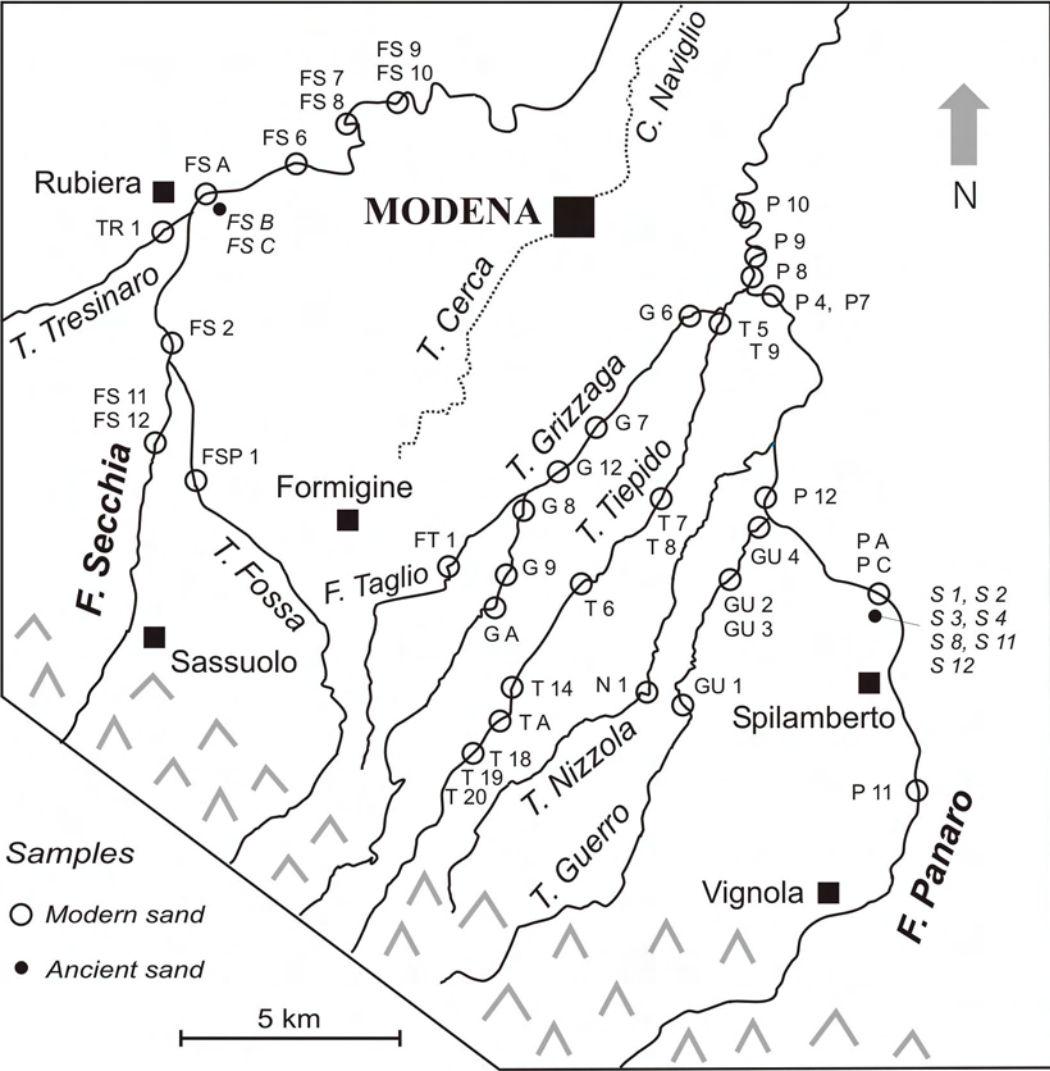 FS 9
FS 10
FS 7
FS 8
FS 6
FS A
Rubiera
TR 1
FS B
FS C
T. Tresinaro
C. Naviglio
MODENA
T. Cerca
N
P 10
P 9
P 8
P 4, P7
G 6
T 5
T 9
FS 2
FS 11
FS 12
F. Secchia
FSP 1
Formigine
T. Fossa
T. Grizzaga
G 7
G 12
G 8
T. Tiepido
T 7
T 8
FT 1
F. Taglio
G 9
G A
T 6
P 12
GU 4
GU 2
GU 3
P A
P C
S 1, S 2
S 3, S 4
S 8, S 11
S 12
Sassuolo
T 14
T A
T 18
T 19
T 20
N 1
GU 1
T. Nizzola
T. Guerro
Spilamberto
P 11
F. Panaro
Vignola
Samples
Modern sand
Ancient sand
5 km